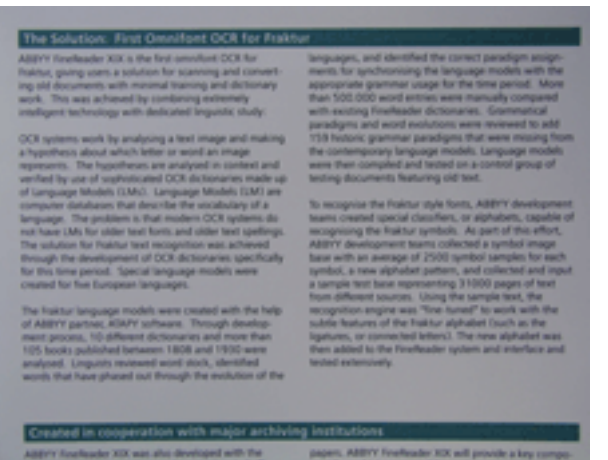 The Solution: First Omnifont OCR for Fraktur
ABBYY FineReader XIX is the first omnifont OCR for
Fraktur, giving users a solution for scanning and convert-
ing old documents with minimal training and dictionary
work. This was achieved by combining extremely
intelligent technology with dedicated linguistic study.
OCR systems work by analysing a text image and making
a hypothesis about which letter or word an image
represents. The hypotheses are analysed in context and
verified by use of sophisticated OCR dictionaries made up
of Language Models (LMs). Language Models (LM) are
computer databases that describe the vocabulary of a
language. The problem is that modern OCR systems do
not have LMs for older text fonts and older text spellings.
The solution for Fraktur text recognition was achieved
through the development of OCR dictionaries specifically
for this time period. Special language models were
created for five European languages.
The Fraktur language models were created with the help
of ABBYY partner, ATAPY software. Through develop-
ment process, 10 different dictionaries and more than
105 books published between 1808 and 1930 were
analysed. Linguists reviewed word stock, identified
words that have phased out through the evolution of the
languages, and identified the correct paradigm assign-
ments for synchronising the language models with the
appropriate grammar usage for the time period. More
than 500.000 word entries were manually compared
with existing FineReader dictionaries. Grammatical
paradigms and word evolutions were reviewed to add
159 historic grammar paradigms that were missing from
the contemporary language models. Language models
were then compiled and tested on a control group of
testing documents featuring old text.
To recognise the Fraktur style fonts, ABBYY development
teams created special classifiers, or alphabets, capable of
recognising the Fraktur symbols. As part of this effort,
ABBYY development teams collected a symbol image
base with an average of 2500 symbol samples for each
symbol, a new alphabet pattern, and collected and input
a sample test base representing 31000 pages of text
from different sources. Using the sample text, the
recognition engine was "fine-tuned" to work with the
subtle features of the Fraktur alphabet (such as the
ligatures, or connected letters). The new alphabet was
then added to the FineReader system and interface and
tested extensively.
Created in cooperation with major archiving institutions
ABBYY FineReader XIX was also developed with the
papers. ABBYY FineReader XIX will provide a key compo-